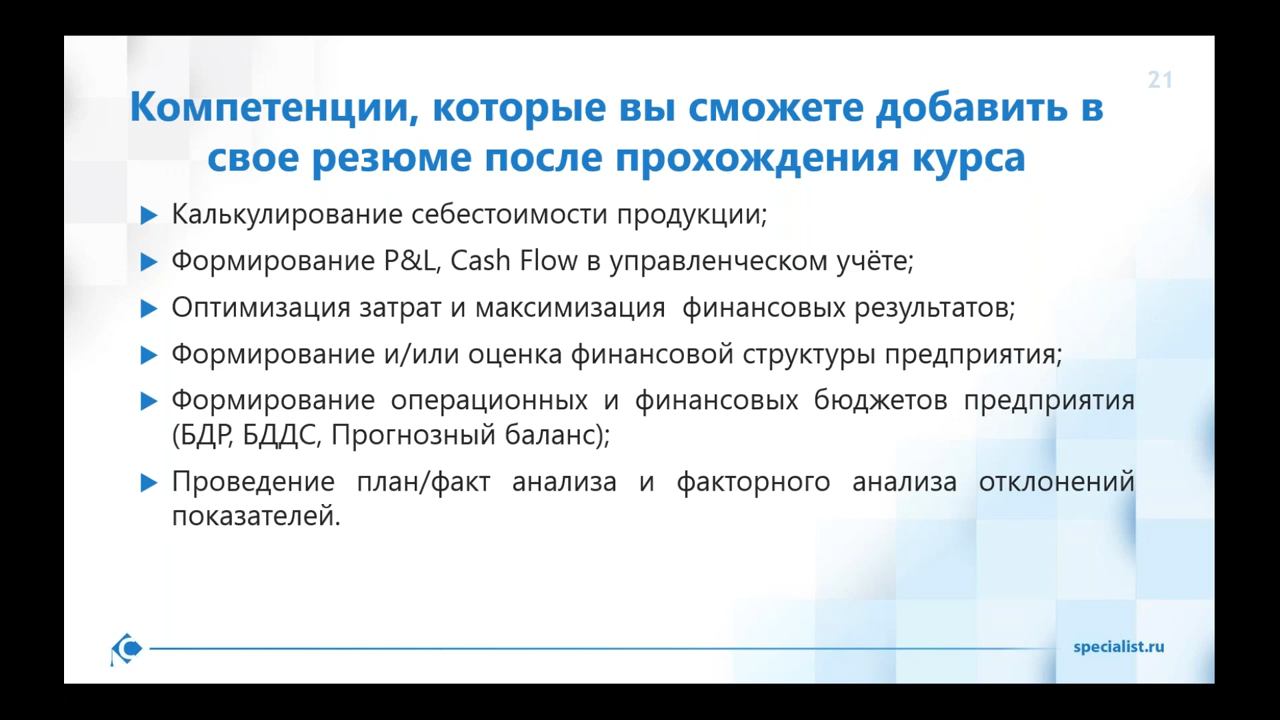 21
Компетенции, которые вы сможете добавить в
свое резюме после прохождения курса
Калькулирование себестоимости продукции;
Формирование P&L, Cash Flow в управленческом учёте;
Оптимизация затрат и максимизация  финансовых результатов;
Формирование и/или оценка финансовой структуры предприятия;
Формирование операционных и финансовых бюджетов предприятия
(БДР, БДДС, Прогнозный баланс);
Проведение план/факт анализа и факторного анализа отклонений
показателей.
specialist.ru